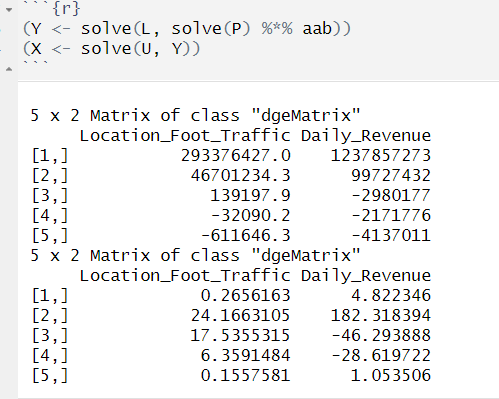 ```{r}
(Y <- solve(L, solve(P) %*% aab))
(X <- solve(U, Y))
```
5 x 2 Matrix of class "dgeMatrix"
     Location_Foot_Traffic Daily_Revenue
[1,]           293376427.0    1237857273
[2,]            46701234.3      99727432
[3,]              139197.9      -2980177
[4,]              -32090.2      -2171776
[5,]             -611646.3      -4137011
5 x 2 Matrix of class "dgeMatrix"
     Location_Foot_Traffic Daily_Revenue
[1,]             0.2656163      4.822346
[2,]            24.1663105    182.318394
[3,]            17.5355315    -46.293888
[4,]             6.3591484    -28.619722
[5,]             0.1557581      1.053506